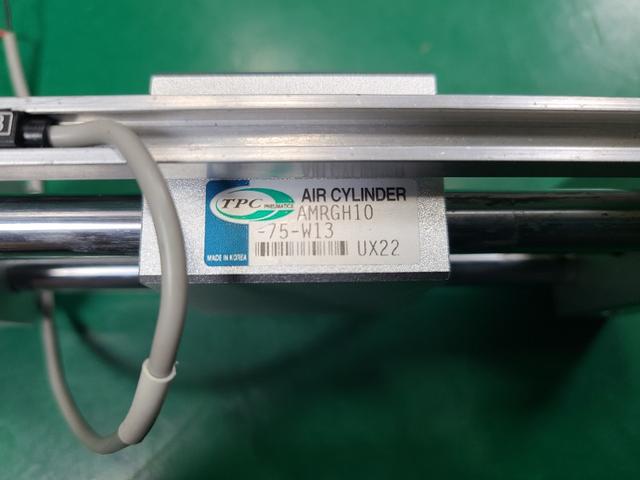 TPC
PNEUMATICS
AIR CYLINDER
AMRGH10
-75-W13
UX22
MADE IN KOREA